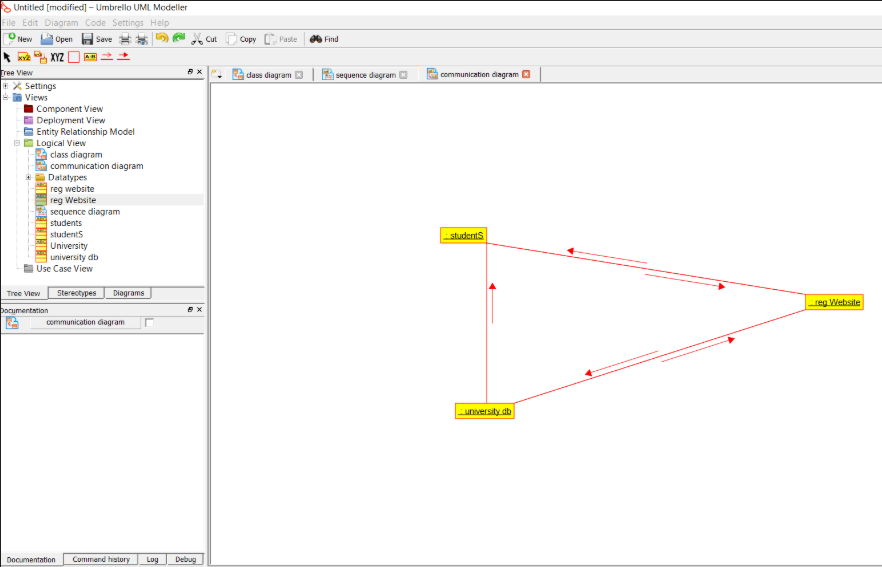 Untitled [modified] – Umbrello UML Modeller
File Edit Diagram Code Settings Help
New Open Save Cut Copy Paste Find
XYZ XYZ A-B
Tree View
Settings
Views
Component View
Deployment View
Entity Relationship Model
Logical View
class diagram
communication diagram
Datatypes
reg website
reg Website
sequence diagram
students
studentS
University
university db
Use Case View
Tree View Stereotypes Diagrams
Documentation
communication diagram
Documentation Command history Log Debug
class diagram sequence diagram communication diagram
: studentS
: reg Website
: university db